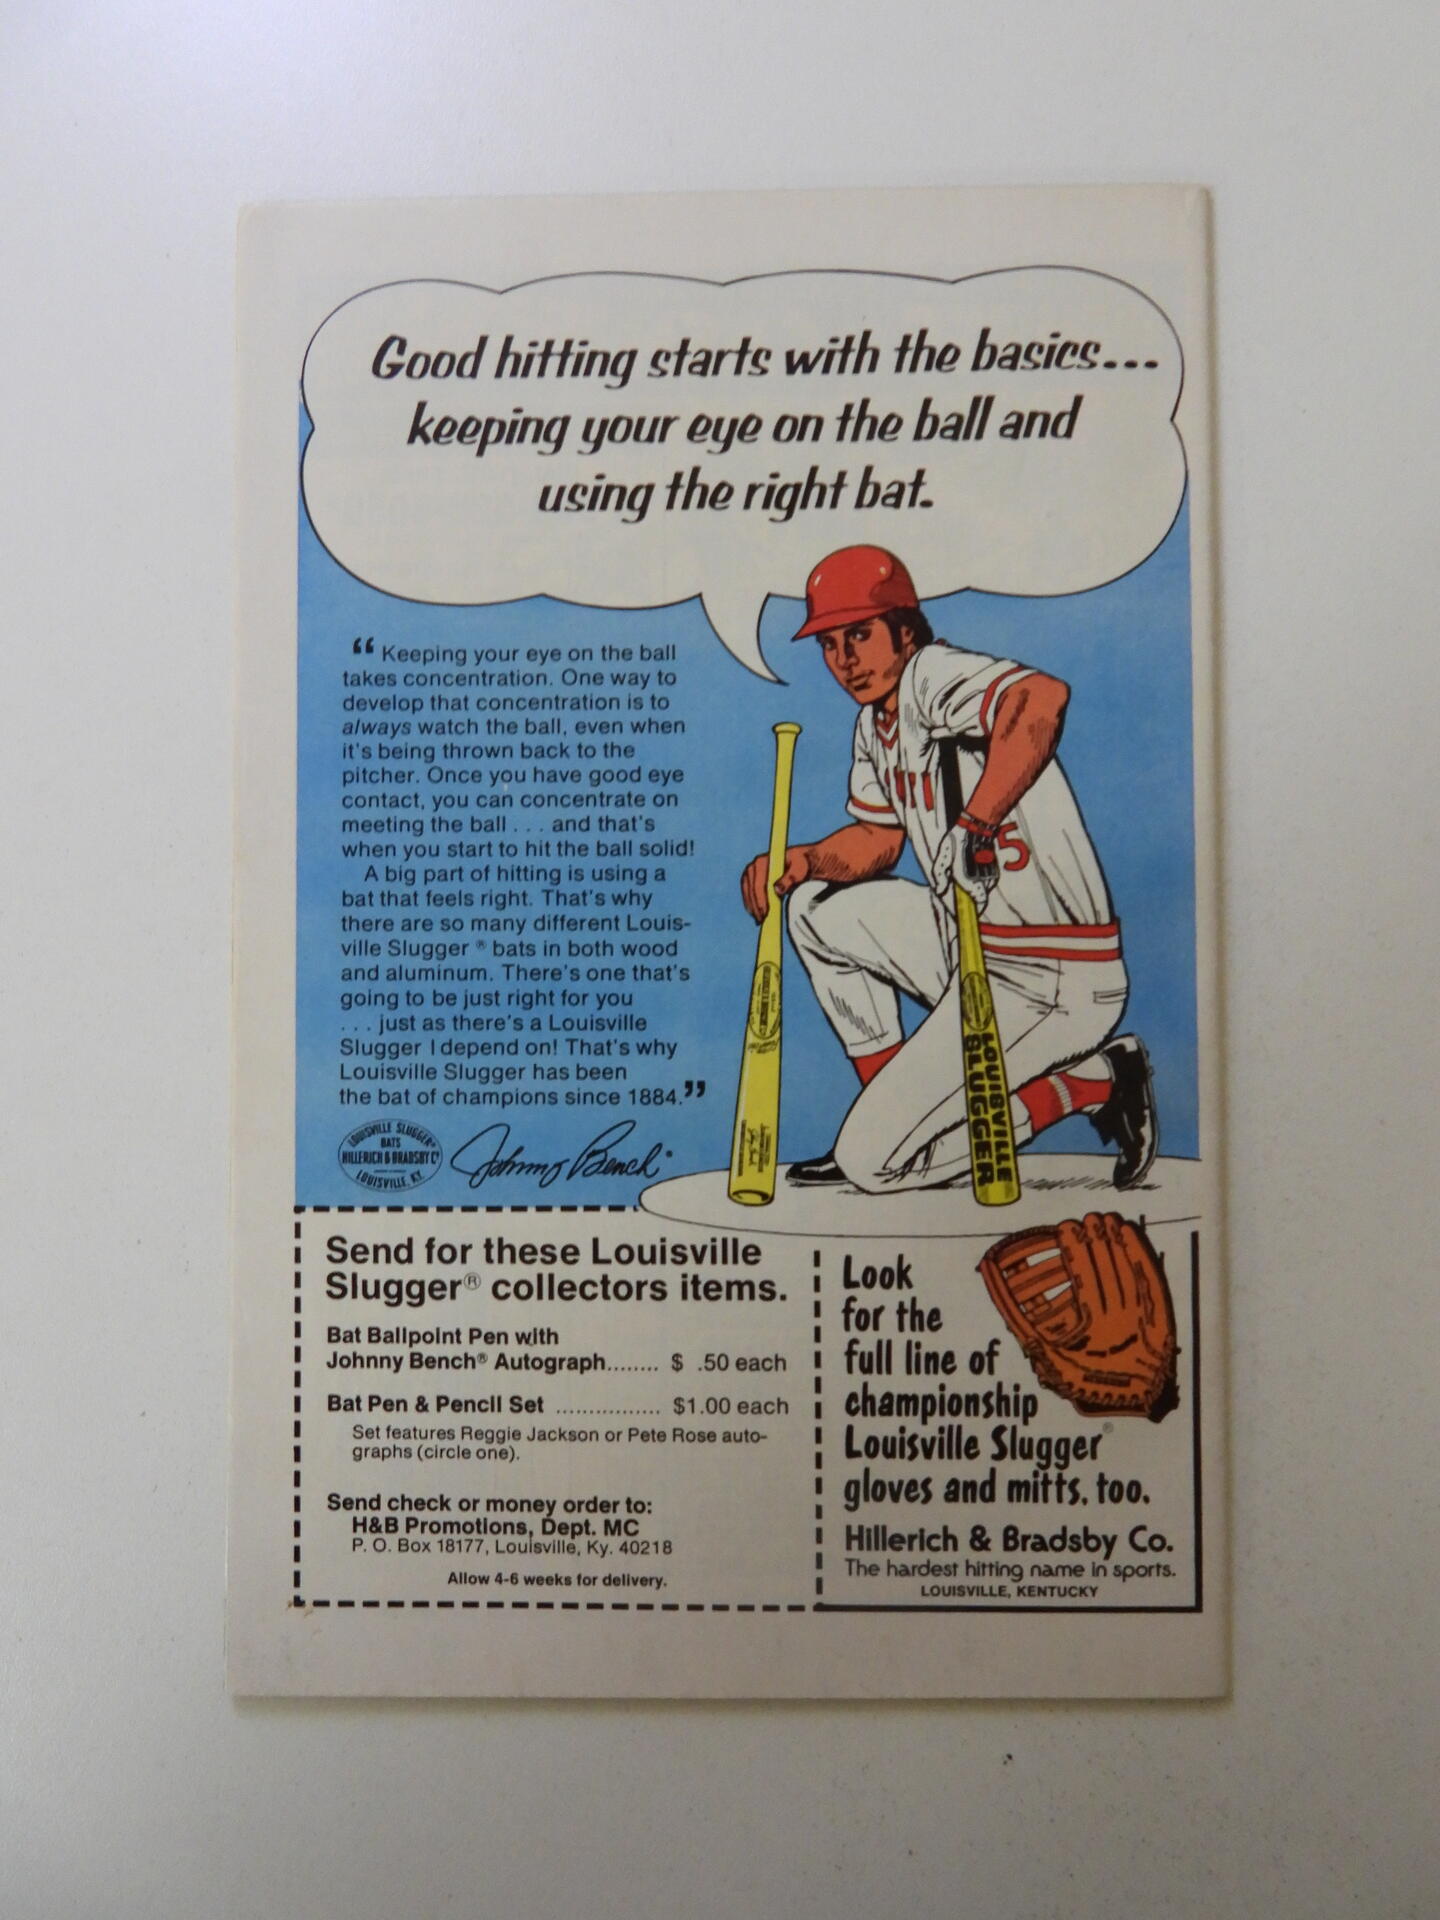 Good hitting starts with the basics...
keeping your eye on the ball and
using the right bat.
“ Keeping your eye on the ball
takes concentration. One way to
develop that concentration is to
always watch the ball, even when
it's being thrown back to the
pitcher. Once you have good eye
contact, you can concentrate on
meeting the ball . . . and that's
when you start to hit the ball solid!
A big part of hitting is using a
bat that feels right. That's why
there are so many different Louis-
ville Slugger ® bats in both wood
and aluminum. There's one that's
going to be just right for you
. . . just as there's a Louisville
Slugger I depend on! That's why
Louisville Slugger has been
the bat of champions since 1884.”
LOUISVILLE SLUGGER®
BATS
HILLERICH & BRADSBY Cº
LOUISVILLE, KY.
Johnny Bench
5
LOUISVILLE
SLUGGER
Send for these Louisville
Slugger® collectors items.
Bat Ballpoint Pen with
Johnny Bench® Autograph........ $ .50 each
Bat Pen & Pencil Set ................ $1.00 each
Set features Reggie Jackson or Pete Rose auto-
graphs (circle one).
Send check or money order to:
H&B Promotions, Dept. MC
P. O. Box 18177, Louisville, Ky. 40218
Allow 4-6 weeks for delivery.
Look
for the
full line of
championship
Louisville Slugger®
gloves and mitts, too.
Hillerich & Bradsby Co.
The hardest hitting name in sports.
LOUISVILLE, KENTUCKY